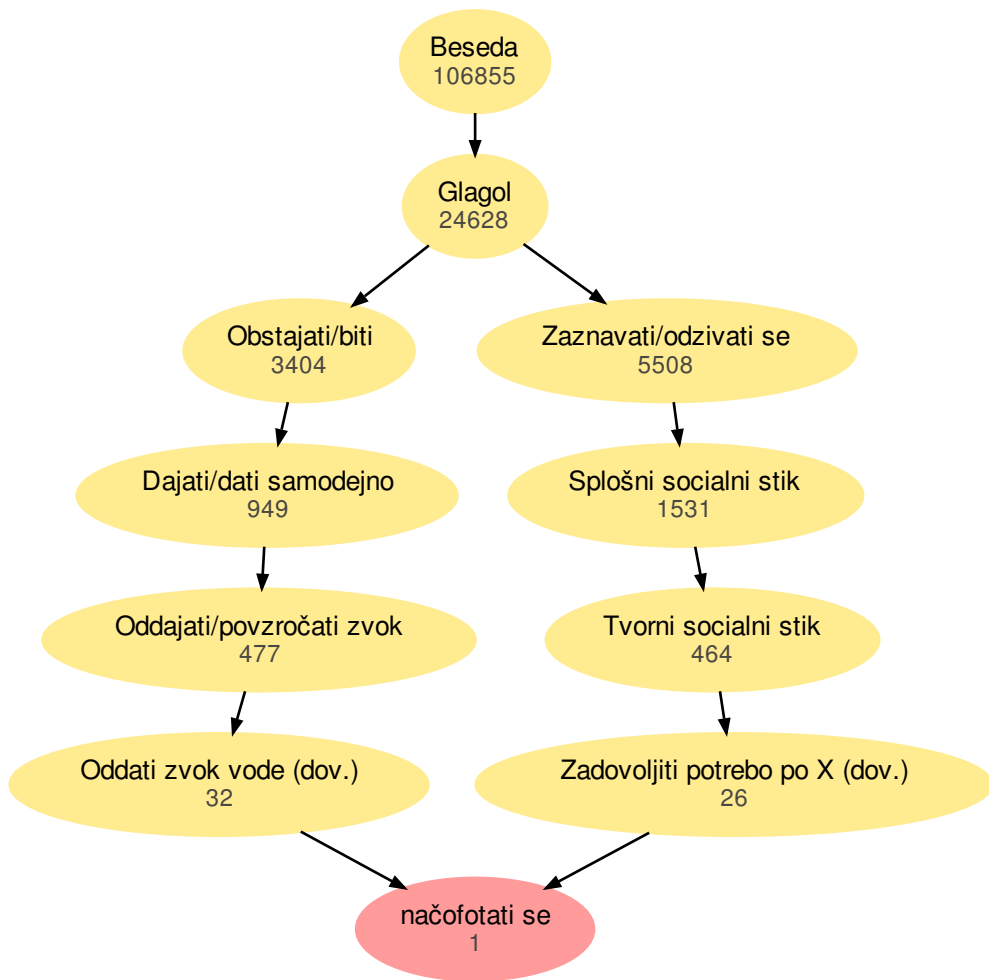 Beseda
106855
Glagol
24628
Obstajati/biti
3404
Zaznavati/odzivati se
5508
Dajati/dati samodejno
949
Splošni socialni stik
1531
Oddajati/povzročati zvok
477
Tvorni socialni stik
464
Oddati zvok vode (dov.)
32
Zadovoljiti potrebo po X (dov.)
26
načofotati se
1